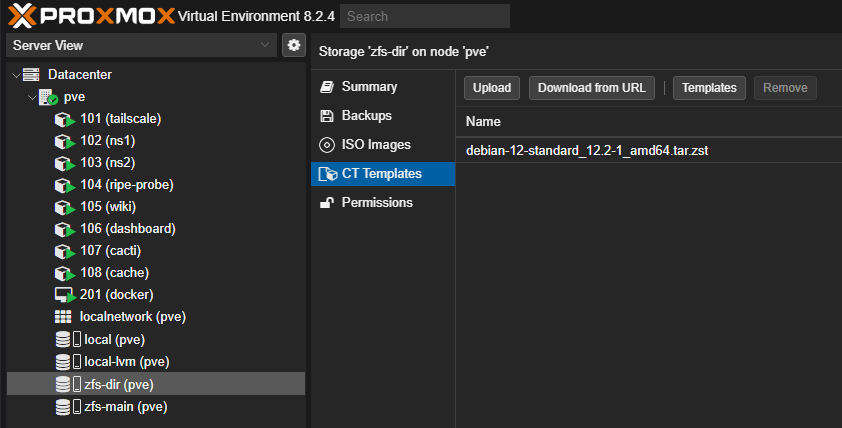 PROXMOX Virtual Environment 8.2.4 Search
Server View
Datacenter
pve
101 (tailscale)
102 (ns1)
103 (ns2)
104 (ripe-probe)
105 (wiki)
106 (dashboard)
107 (cacti)
108 (cache)
201 (docker)
localnetwork (pve)
local (pve)
local-lvm (pve)
zfs-dir (pve)
zfs-main (pve)
Storage 'zfs-dir' on node 'pve'
Summary
Backups
ISO Images
CT Templates
Permissions
Upload Download from URL Templates Remove
Name
debian-12-standard_12.2-1_amd64.tar.zst